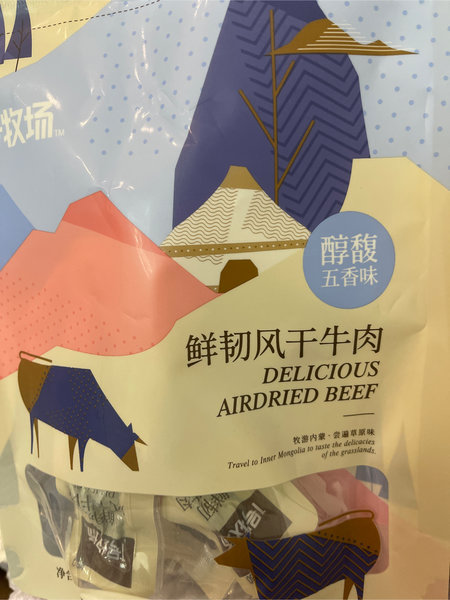 牧场™
醇馥
五香味
鲜韧风干牛肉
DELICIOUS
AIRDRIED BEEF
牧游内蒙·尝遍草原味
Travel to Inner Mongolia to taste the delicacies
of the grasslands.
净含